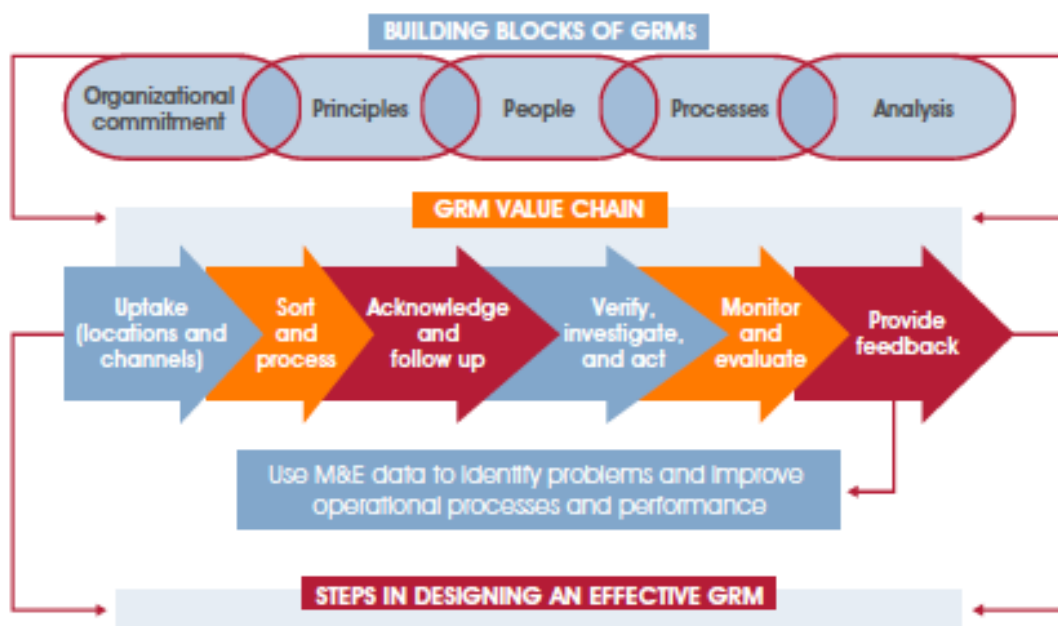 BUILDING BLOCKS OF GRMs
Organizational
commitment
Principles
People
Processes
Analysis
GRM VALUE CHAIN
Uptake
(locations and
channels)
Sort
and
process
Acknowledge
and
follow up
Verify,
investigate,
and act
Monitor
and
evaluate
Provide
feedback
Use M&E data to identify problems and improve
operational processes and performance
STEPS IN DESIGNING AN EFFECTIVE GRM